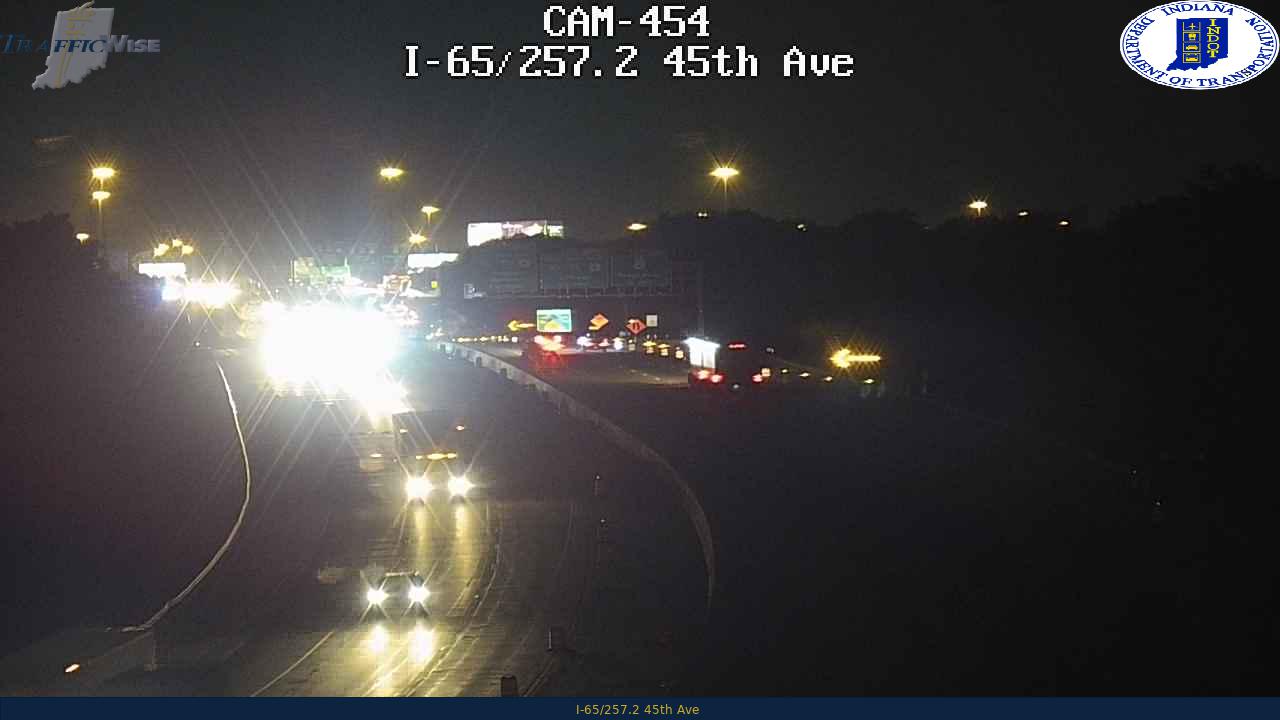 CAM-454
I-65/257.2 45th Ave
TRAFFICWISE
INDIANA
DEPARTMENT OF TRANSPORTATION
INDOT
I-65/257.2 45th Ave